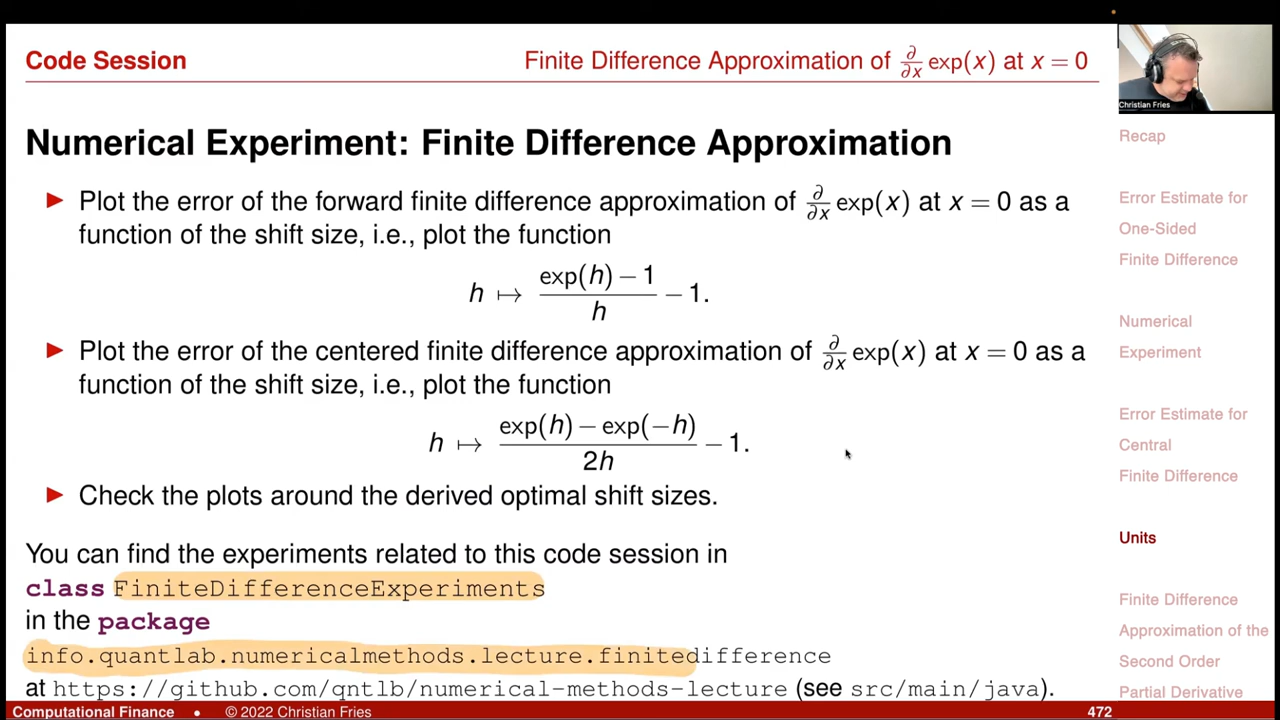 Code Session
Finite Difference Approximation of ∂/∂x exp(x) at x = 0
Christian Fries
Numerical Experiment: Finite Difference Approximation
► Plot the error of the forward finite difference approximation of ∂/∂x exp(x) at x = 0 as a
function of the shift size, i.e., plot the function
h ↦ (exp(h) − 1)/h − 1.
► Plot the error of the centered finite difference approximation of ∂/∂x exp(x) at x = 0 as a
function of the shift size, i.e., plot the function
h ↦ (exp(h) − exp(−h))/2h − 1.
► Check the plots around the derived optimal shift sizes.
You can find the experiments related to this code session in
class FiniteDifferenceExperiments
in the package
info.quantlab.numericalmethods.lecture.finitedifference
at https://github.com/qntlb/numerical-methods-lecture (see src/main/java).
Recap
Error Estimate for
One-Sided
Finite Difference
Numerical
Experiment
Error Estimate for
Central
Finite Difference
Units
Finite Difference
Approximation of the
Second Order
Partial Derivative
Computational Finance • © 2022 Christian Fries
472